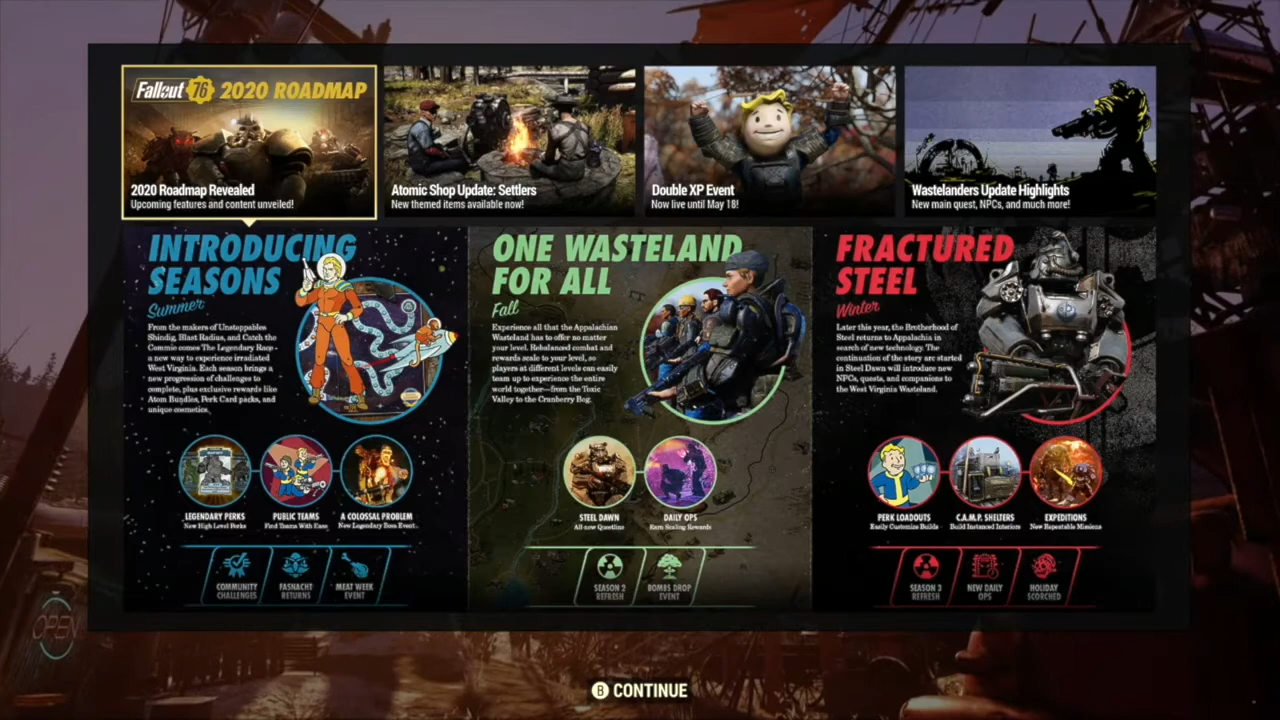 Fallout 76 2020 ROADMAP
2020 Roadmap Revealed
Upcoming features and content unveiled!
Atomic Shop Update: Settlers
New themed items available now!
Double XP Event
Now live until May 18!
Wastelanders Update Highlights
New main quest, NPCs, and much more!
INTRODUCING
SEASONS
Summer
From the makers of Unstoppables
Shindig, Blast Radius, and Catch the
Commie comes The Legendary Race-
a new way to experience irradiated
West Virginia. Each season brings a
new progression of challenges to
complete, plus exclusive rewards like
Atom Bundles, Perk Card packs, and
unique cosmetics.
LEGENDARY PERKS
New High Level Perks
PUBLIC TEAMS
Find Teams With Ease
A COLOSSAL PROBLEM
New Legendary Boss Event
COMMUNITY
CHALLENGES
FASNACHT
RETURNS
MEAT WEEK
EVENT
ONE WASTELAND
FOR ALL
Fall
Experience all that the Appalachian
Wasteland has to offer no matter
your level. Rebalanced combat and
rewards scale to your level, so
players at different levels can easily
team up to experience the entire
world together—from the Toxic
Valley to the Cranberry Bog.
STEEL DAWN
All-new Questline
DAILY OPS
Earn Scaling Rewards
SEASON 2
REFRESH
BOMBS DROP
EVENT
FRACTURED
STEEL
Winter
Later this year, the Brotherhood of
Steel returns to Appalachia in
search of new technology. The
continuation of the story are started
in Steel Dawn will introduce new
NPCs, quests, and companions to
the West Virginia Wasteland.
PERK LOADOUTS
Easily Customize Builds
C.A.M.P. SHELTERS
Build Instanced Interiors
EXPEDITIONS
New Repeatable Missions
SEASON 3
REFRESH
NEW DAILY
OPS
HOLIDAY
SCORCHED
OPEN
B CONTINUE